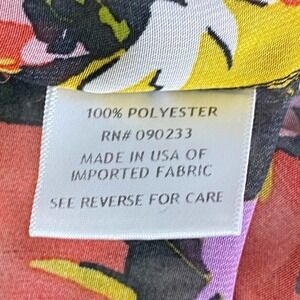 100% POLYESTER
RN# 090233
MADE IN USA OF
IMPORTED FABRIC
SEE REVERSE FOR CARE